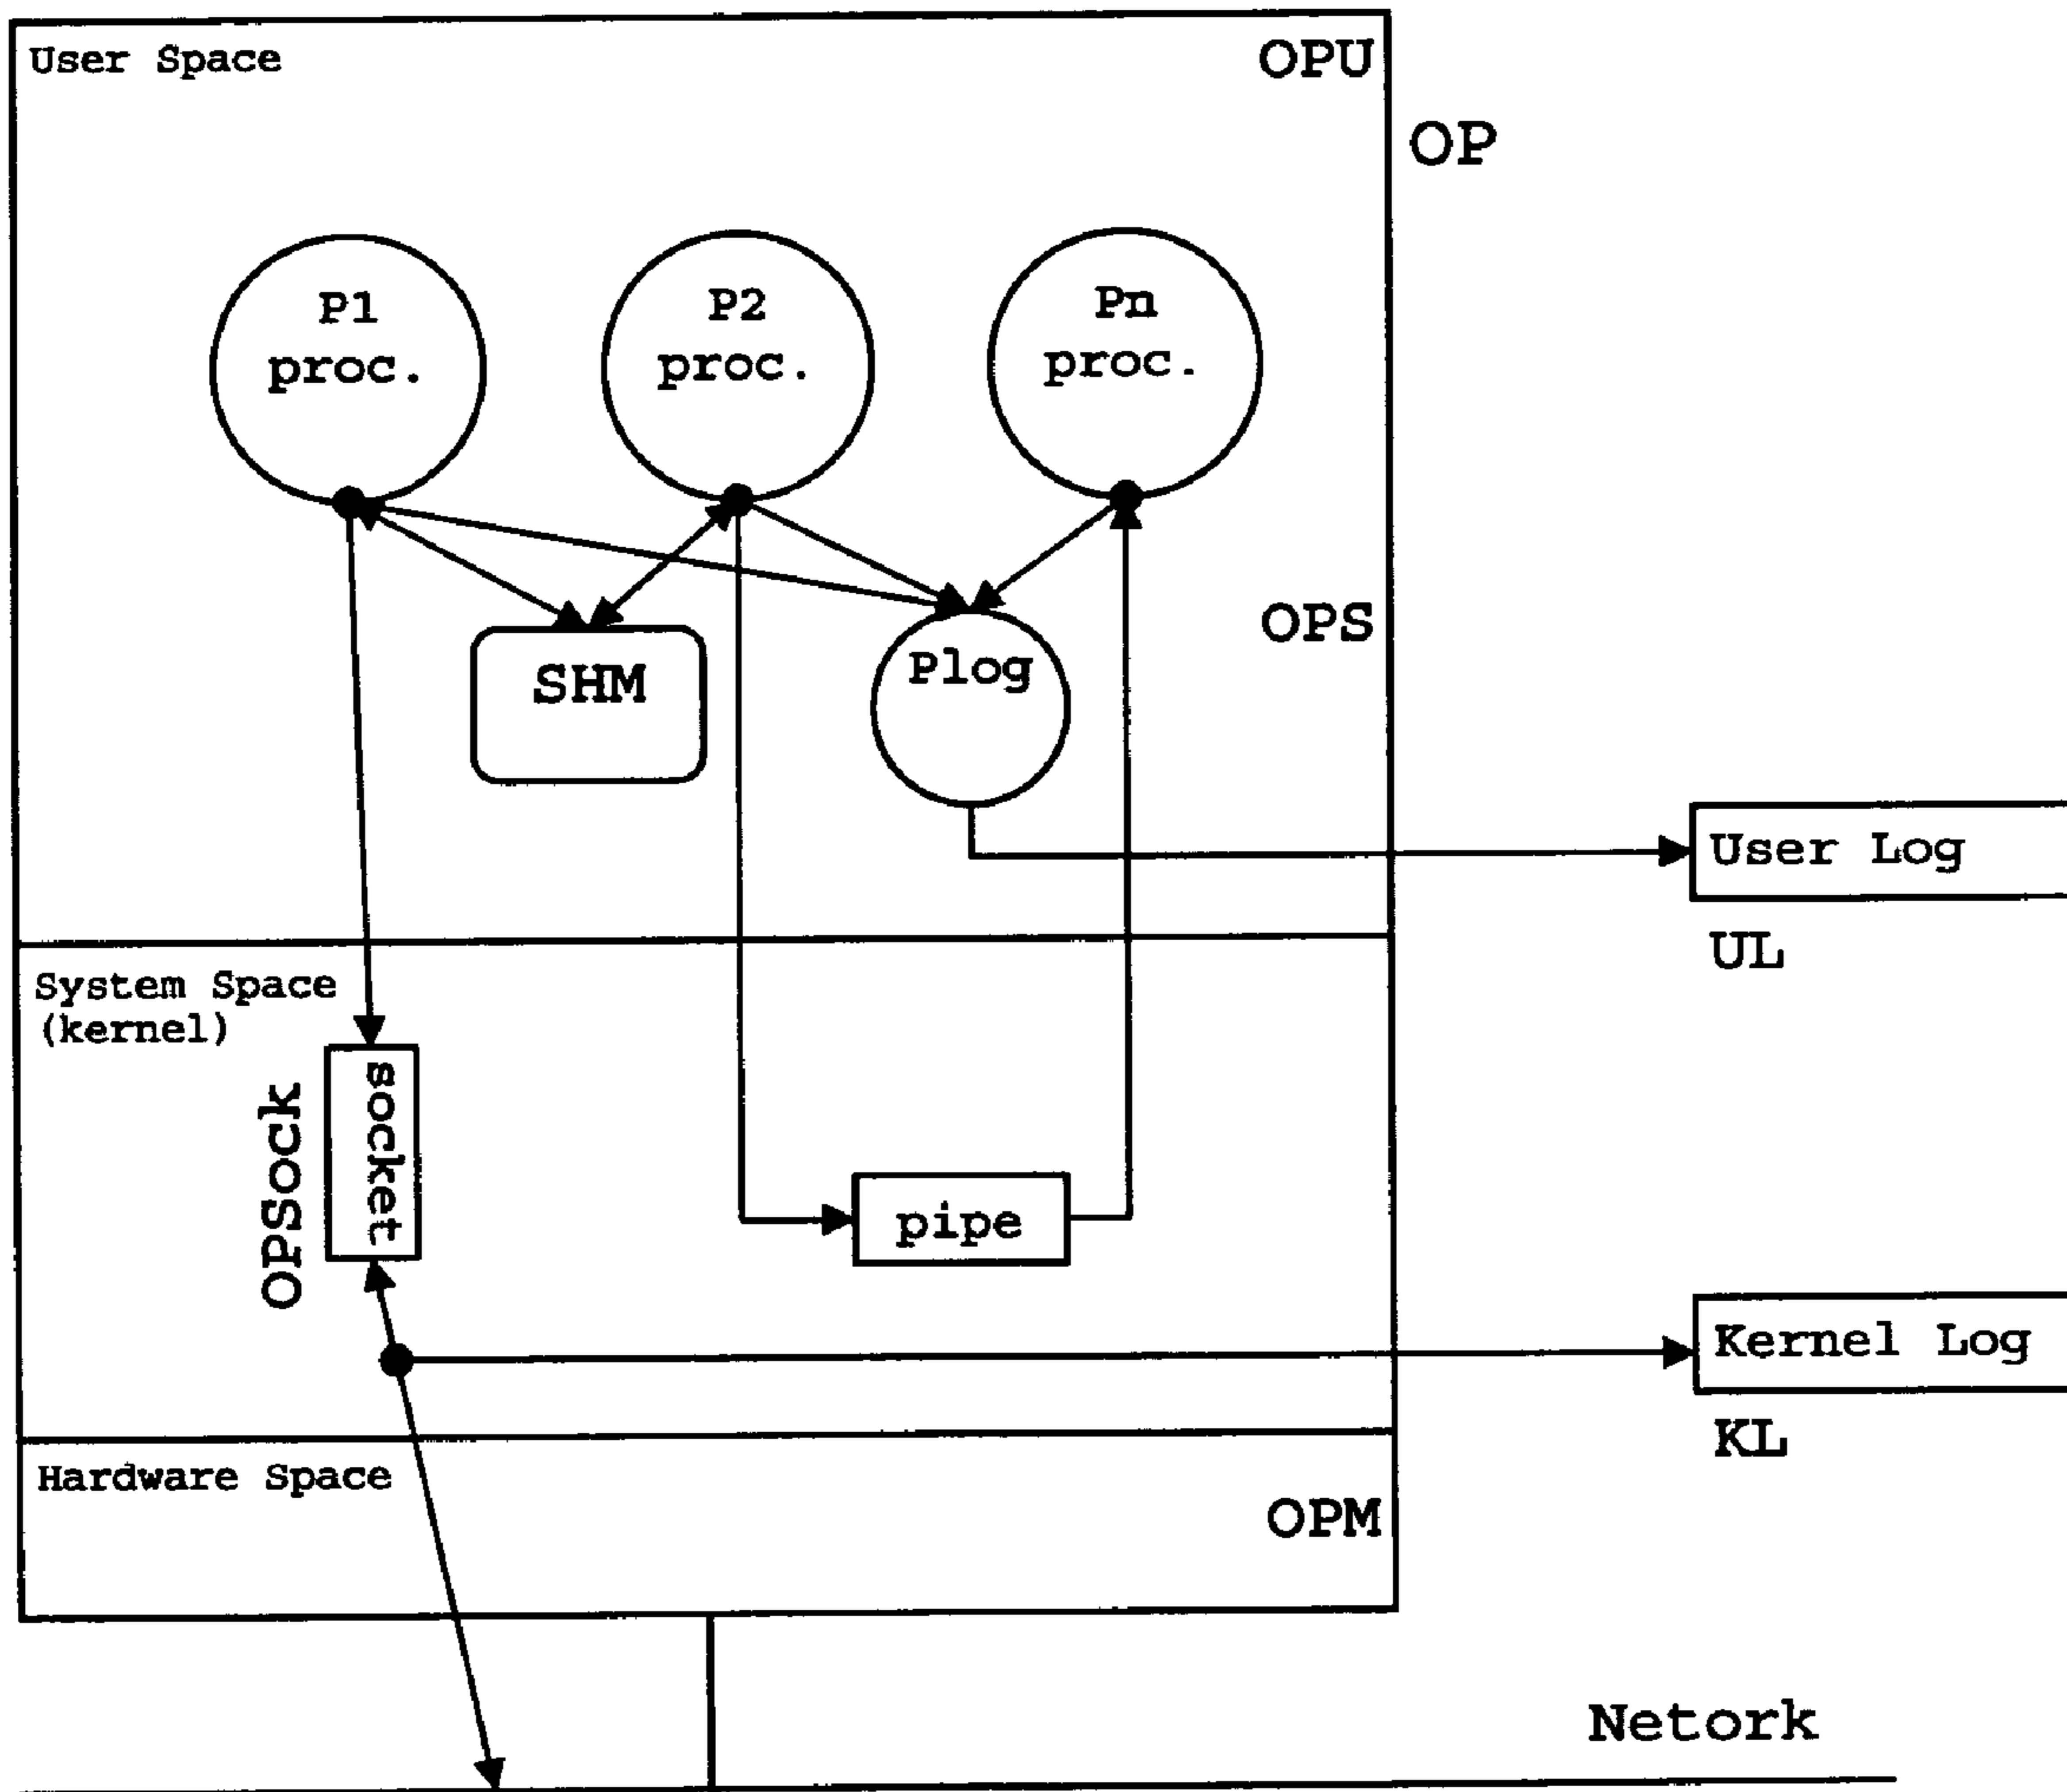 User Space
OPU
OP
P1
proc.
P2
proc.
Pn
proc.
OPS
SHM
Plog
User Log
UL
System Space
(kernel)
OPSock
socket
pipe
Kernel Log
KL
Hardware Space
OPM
Netork